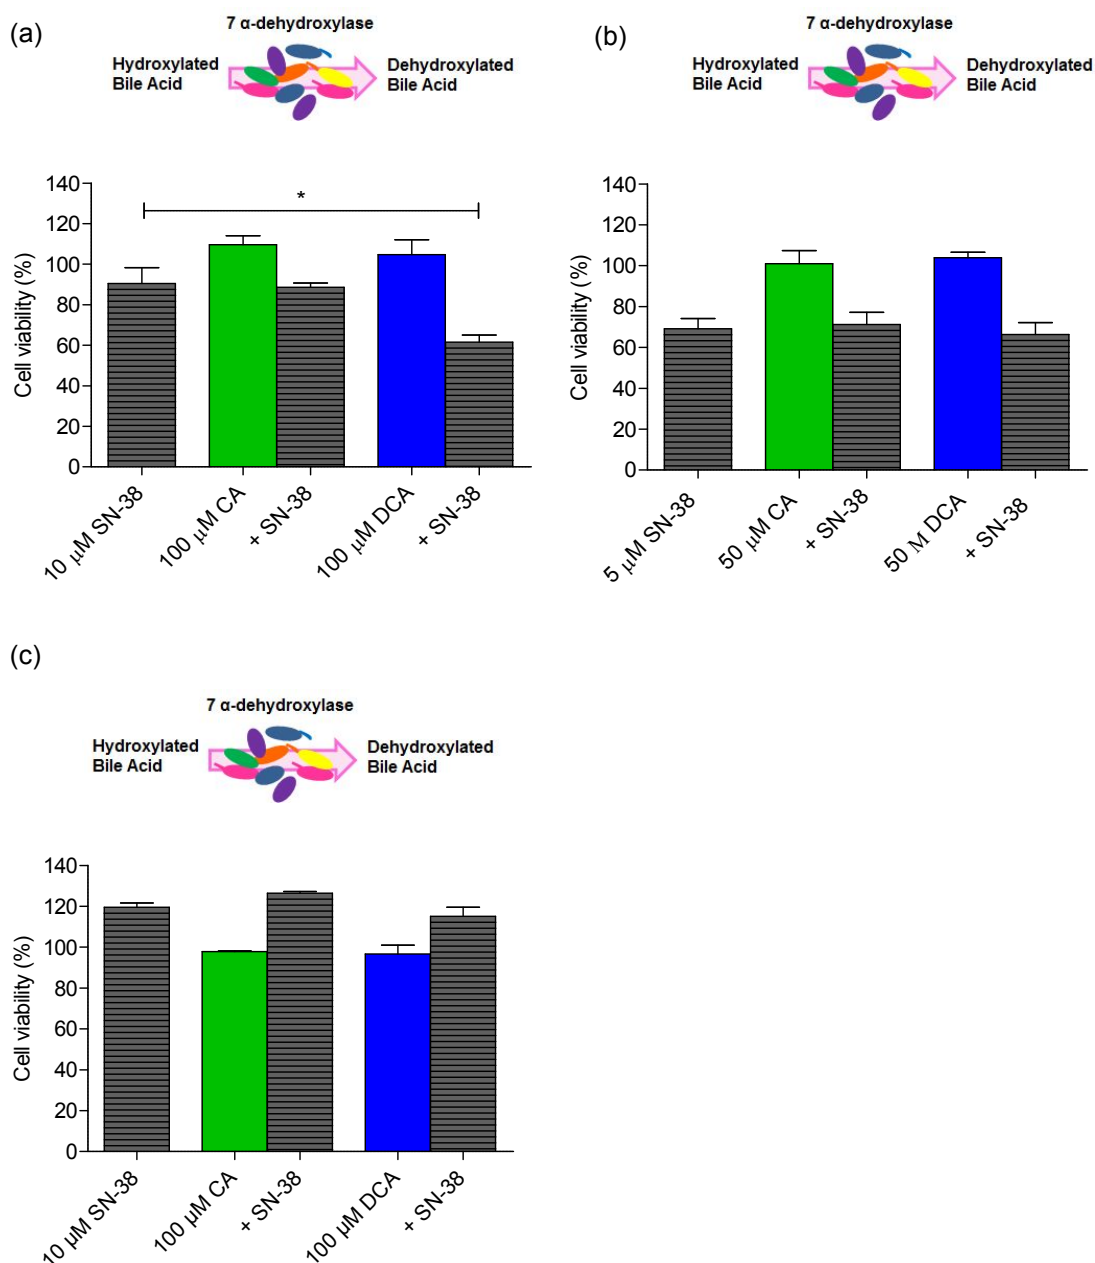 (a)
7 α-dehydroxylase
Hydroxylated
Bile Acid
Dehydroxylated
Bile Acid
140
120
100
80
60
40
20
0
Cell viability (%)
*
10 µM SN-38
100 µM CA
+ SN-38
100 µM DCA
+ SN-38
(b)
7 α-dehydroxylase
Hydroxylated
Bile Acid
Dehydroxylated
Bile Acid
140
120
100
80
60
40
20
0
Cell viability (%)
5 µM SN-38
50 µM CA
+ SN-38
50 M DCA
+ SN-38
(c)
7 α-dehydroxylase
Hydroxylated
Bile Acid
Dehydroxylated
Bile Acid
140
120
100
80
60
40
20
0
Cell viability (%)
10 µM SN-38
100 µM CA
+ SN-38
100 µM DCA
+ SN-38